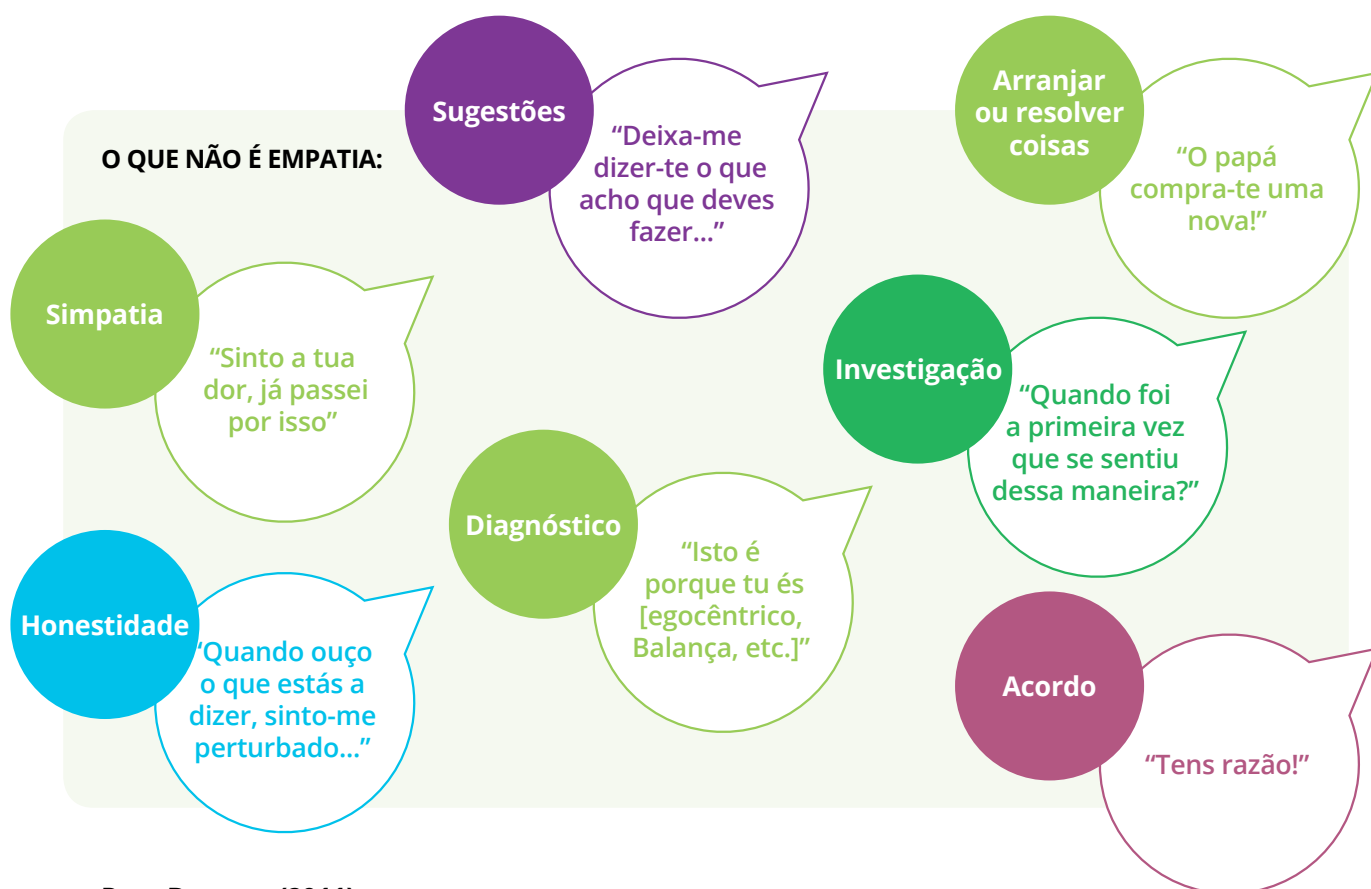 O QUE NÃO É EMPATIA:
Sugestões
“Deixa-me
dizer-te o que
acho que deves
fazer...”
Arranjar
ou resolver
coisas
“O papá
compra-te uma
nova!”
Simpatia
“Sinto a tua
dor, já passei
por isso”
Investigação
“Quando foi
a primeira vez
que se sentiu
dessa maneira?”
Diagnóstico
“Isto é
porque tu és
[egocêntrico,
Balança, etc.]”
Honestidade
“Quando ouço
o que estás a
dizer, sinto-me
perturbado...”
Acordo
“Tens razão!”